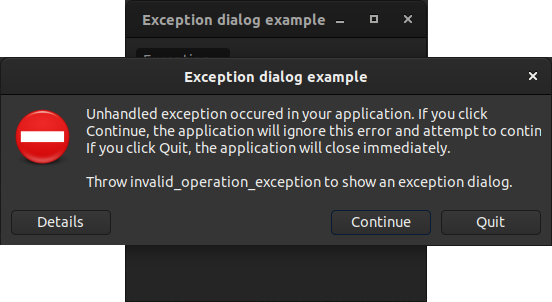 Exception dialog example
Exception
Exception dialog example
Unhandled exception occured in your application. If you click
Continue, the application will ignore this error and attempt to contin
If you click Quit, the application will close immediately.
Throw invalid_operation_exception to show an exception dialog.
Details
Continue
Quit